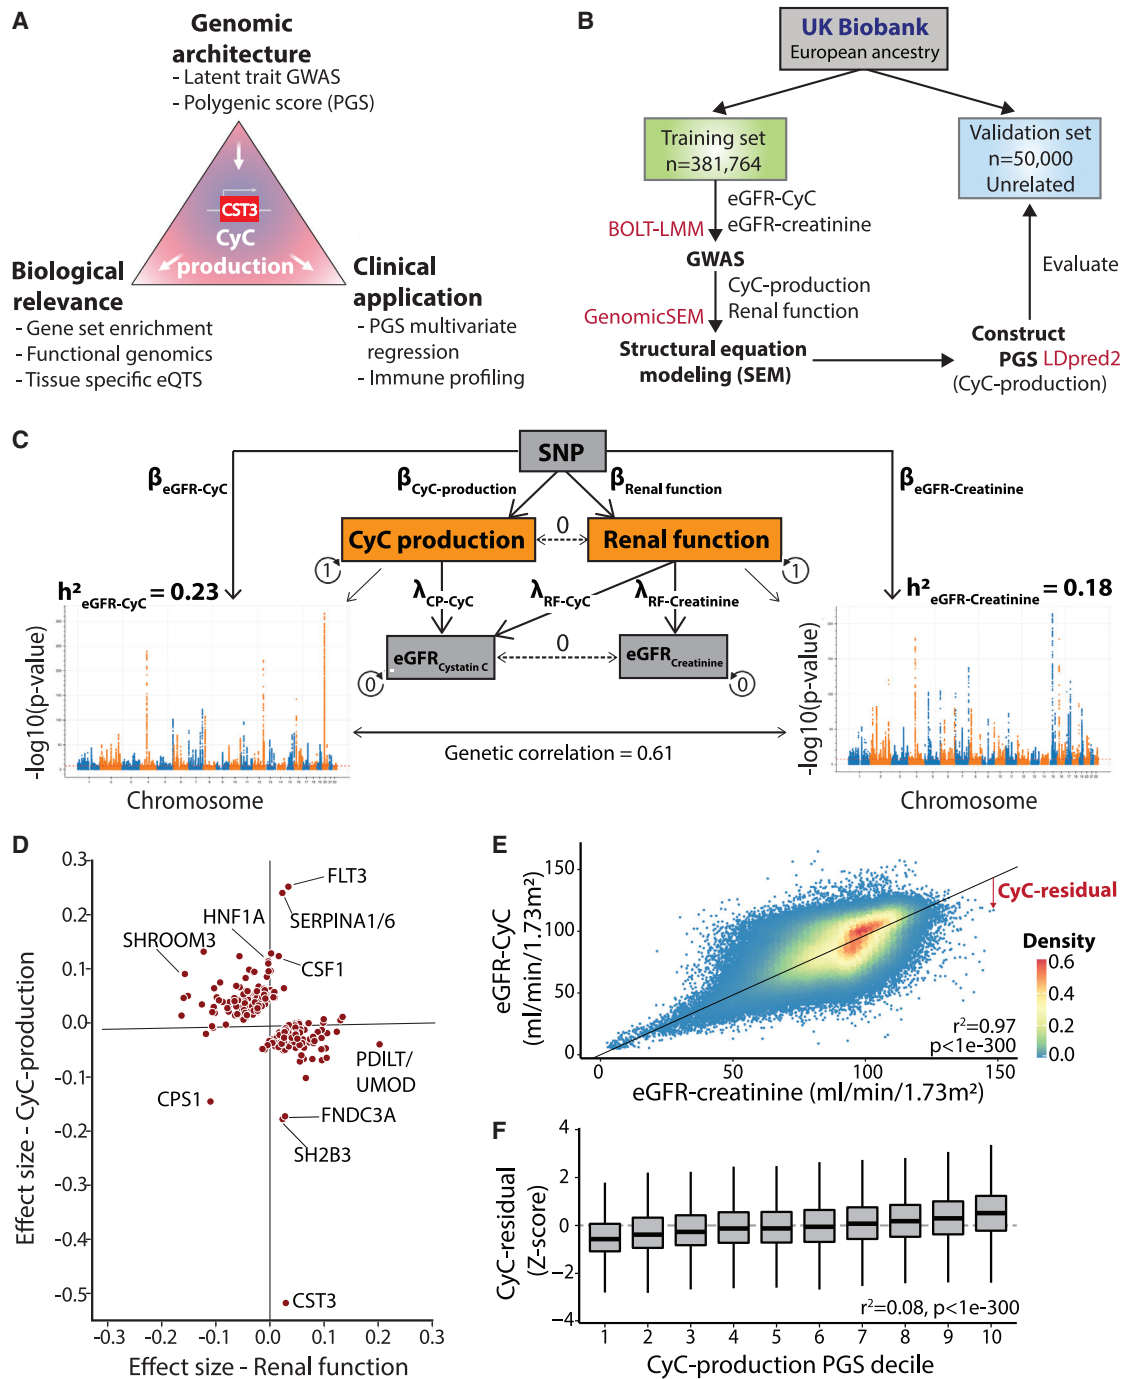 A
Genomic
architecture
- Latent trait GWAS
- Polygenic score (PGS)
CST3
CyC
production
Biological
relevance
- Gene set enrichment
- Functional genomics
- Tissue specific eQTS
Clinical
application
- PGS multivariate
regression
- Immune profiling
B
UK Biobank
European ancestry
Training set
n=381,764
Validation set
n=50,000
Unrelated
eGFR-CyC
eGFR-creatinine
BOLT-LMM
GWAS
CyC-production
Renal function
GenomicSEM
Structural equation
modeling (SEM)
Evaluate
Construct
PGS LDpred2
(CyC-production)
C
SNP
βeGFR-CyC
βCyC-production
βRenal function
βeGFR-Creatinine
CyC production
0
Renal function
1
1
h²eGFR-CyC = 0.23
λCP-CyC
λRF-CyC
λRF-Creatinine
h²eGFR-Creatinine = 0.18
eGFRCystatin C
0
eGFRCreatinine
0
0
-log10(p-value)
Chromosome
Genetic correlation = 0.61
-log10(p-value)
Chromosome
D
Effect size - CyC-production
0.3
0.2
0.1
0.0
-0.1
-0.2
-0.3
-0.4
-0.5
FLT3
HNF1A
SERPINA1/6
SHROOM3
CSF1
PDILT/
UMOD
CPS1
FNDC3A
SH2B3
CST3
-0.3 -0.2 -0.1 0.0 0.1 0.2 0.3
Effect size - Renal function
E
eGFR-CyC
(ml/min/1.73m²)
150
100
50
0
CyC-residual
Density
0.6
0.4
0.2
0.0
r²=0.97
p<1e-300
0 50 100 150
eGFR-creatinine (ml/min/1.73m²)
F
CyC-residual
(Z-score)
4
2
0
−2
−4
r²=0.08, p<1e-300
1 2 3 4 5 6 7 8 9 10
CyC-production PGS decile